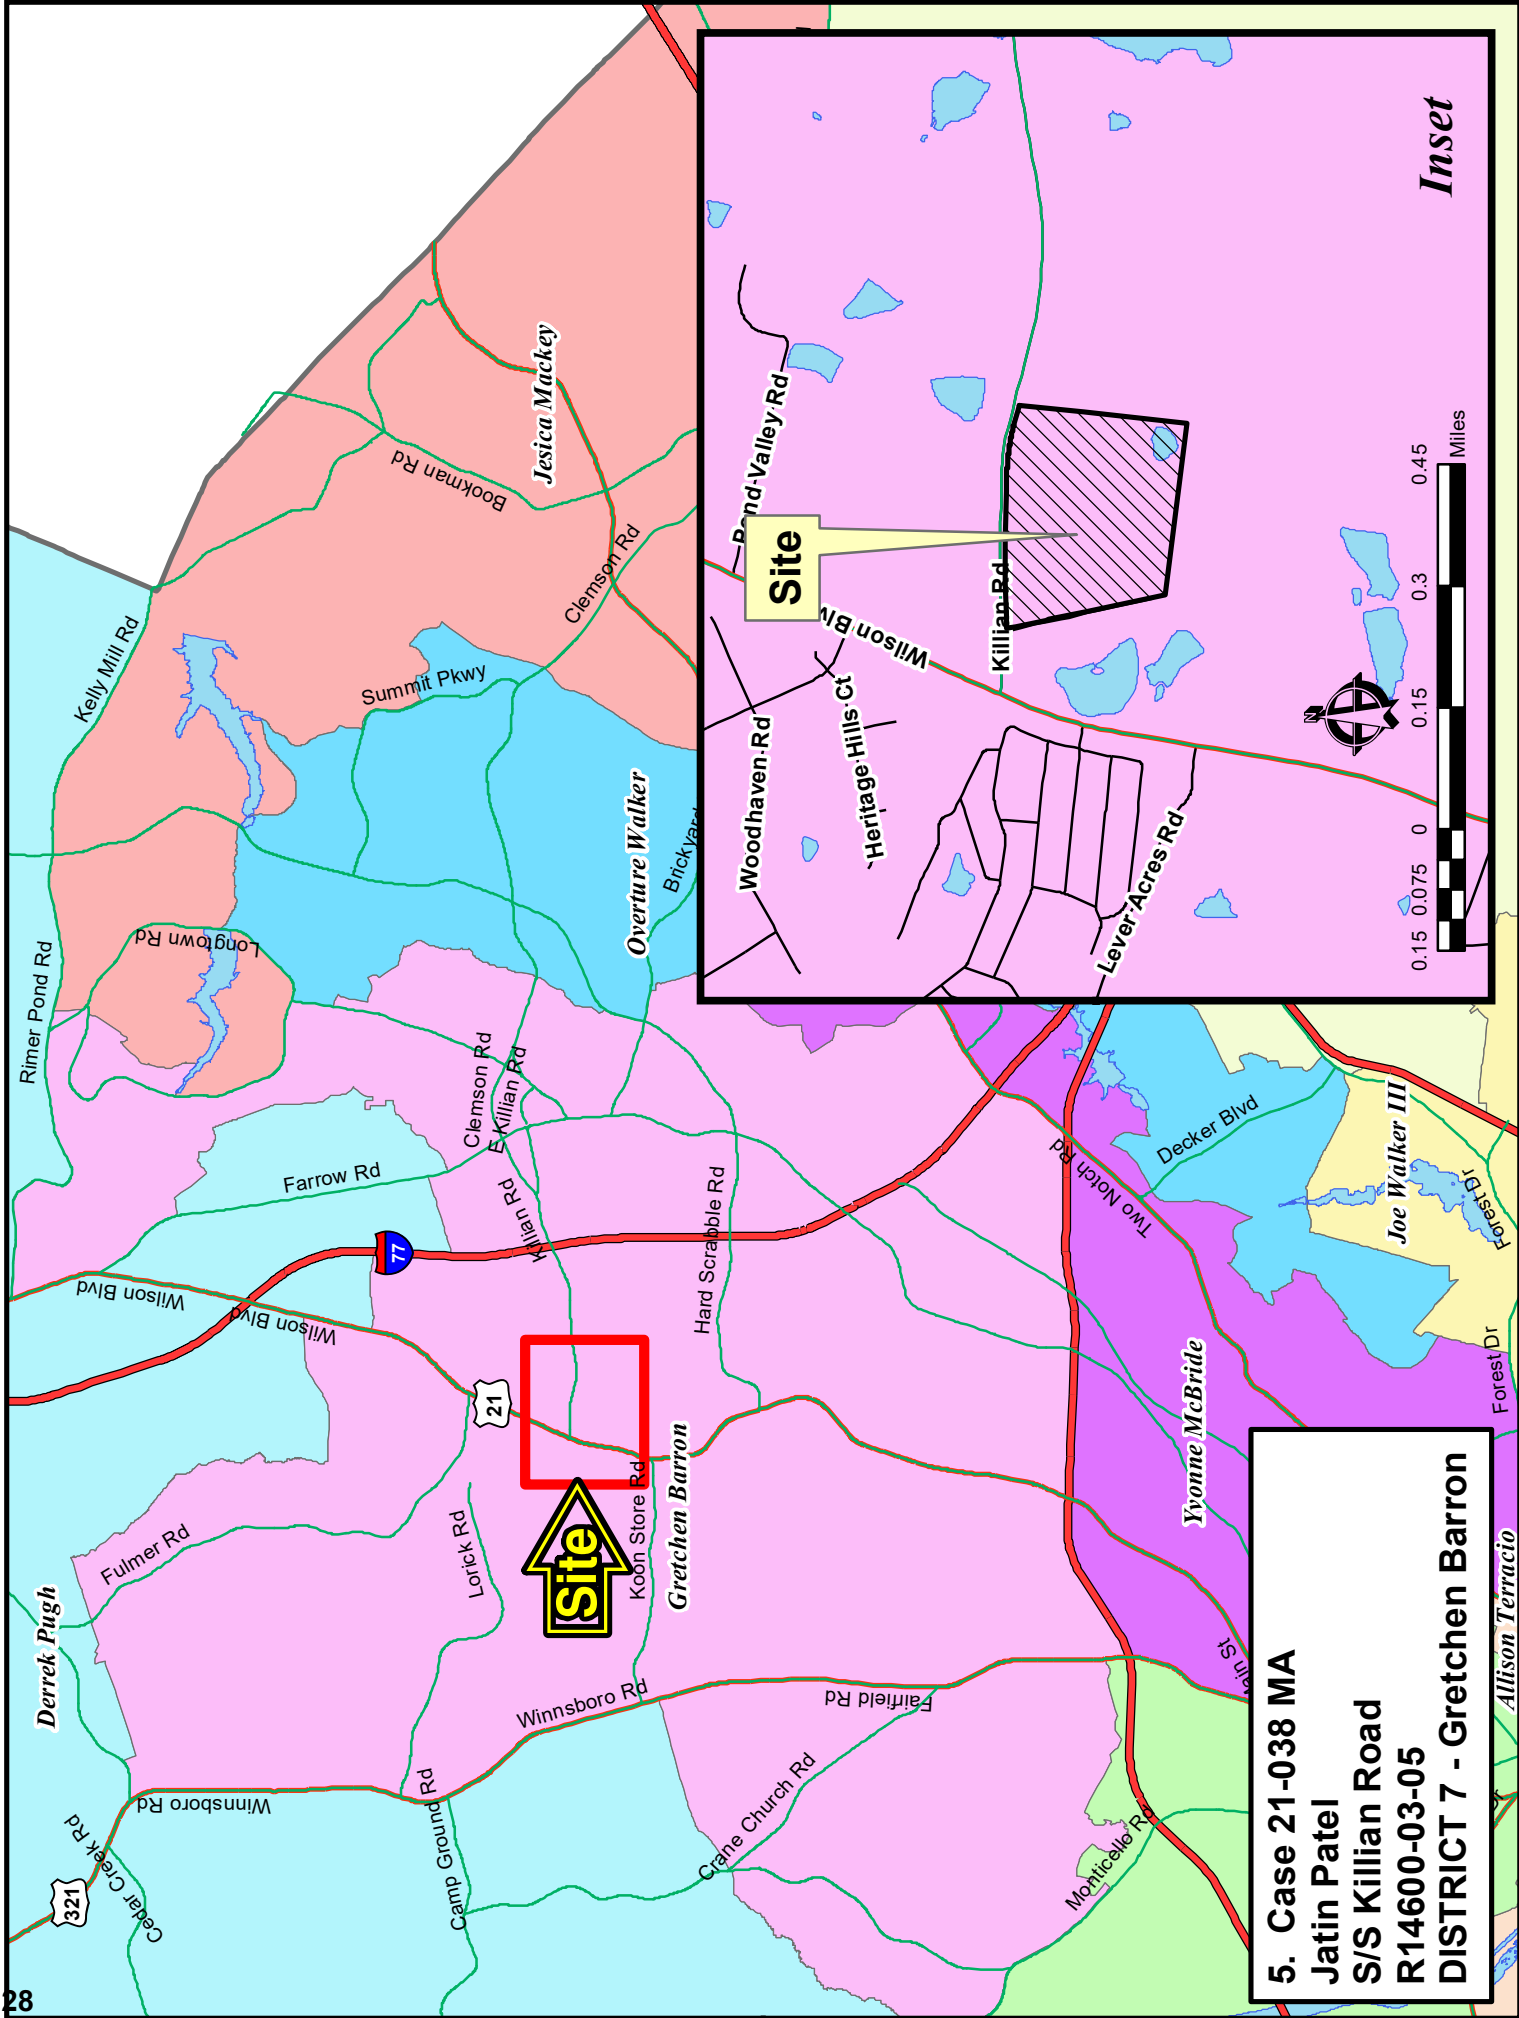 28
5. Case 21-038 MA
Jatin Patel
S/S Killian Road
R14600-03-05
DISTRICT 7 - Gretchen Barron
Derrek Pugh
321
Cedar Creek Rd
Winnsboro Rd
Fulmer Rd
Camp Ground Rd
Lorick Rd
Winnsboro Rd
Site
Koon Store Rd
Gretchen Barron
Fairfield Rd
Crane Church Rd
Monticello Rd
Main St
Yvonne McBride
Allison Terracio
Dr
Rimer Pond Rd
Kelly Mill Rd
Longtown Rd
Wilson Blvd
Wilson Blvd
77
21
Farrow Rd
Killian Rd
Clemson Rd
E Killian Rd
Hard Scrabble Rd
Summit Pkwy
Overture Walker
Brickyard
Clemson Rd
Bookman Rd
Jesica Mackey
Two Notch Rd
Decker Blvd
Joe Walker III
Forest Dr
Forest Dr
Inset
Site
Pond Valley Rd
Wilson Blv
Killian Rd
Woodhaven Rd
Heritage Hills Ct
Lever Acres Rd
N
0.15 0.075 0 0.15 0.3 0.45
Miles